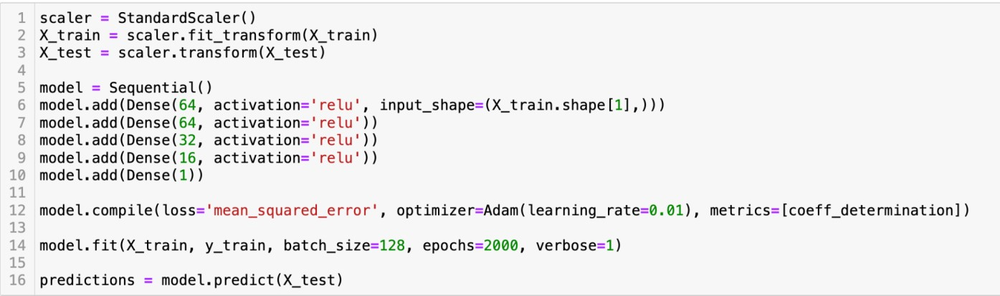 1 scaler = StandardScaler()
2 X_train = scaler.fit_transform(X_train)
3 X_test = scaler.transform(X_test)
4
5 model = Sequential()
6 model.add(Dense(64, activation='relu', input_shape=(X_train.shape[1],)))
7 model.add(Dense(64, activation='relu'))
8 model.add(Dense(32, activation='relu'))
9 model.add(Dense(16, activation='relu'))
10 model.add(Dense(1))
11
12 model.compile(loss='mean_squared_error', optimizer=Adam(learning_rate=0.01), metrics=[coeff_determination])
13
14 model.fit(X_train, y_train, batch_size=128, epochs=2000, verbose=1)
15
16 predictions = model.predict(X_test)